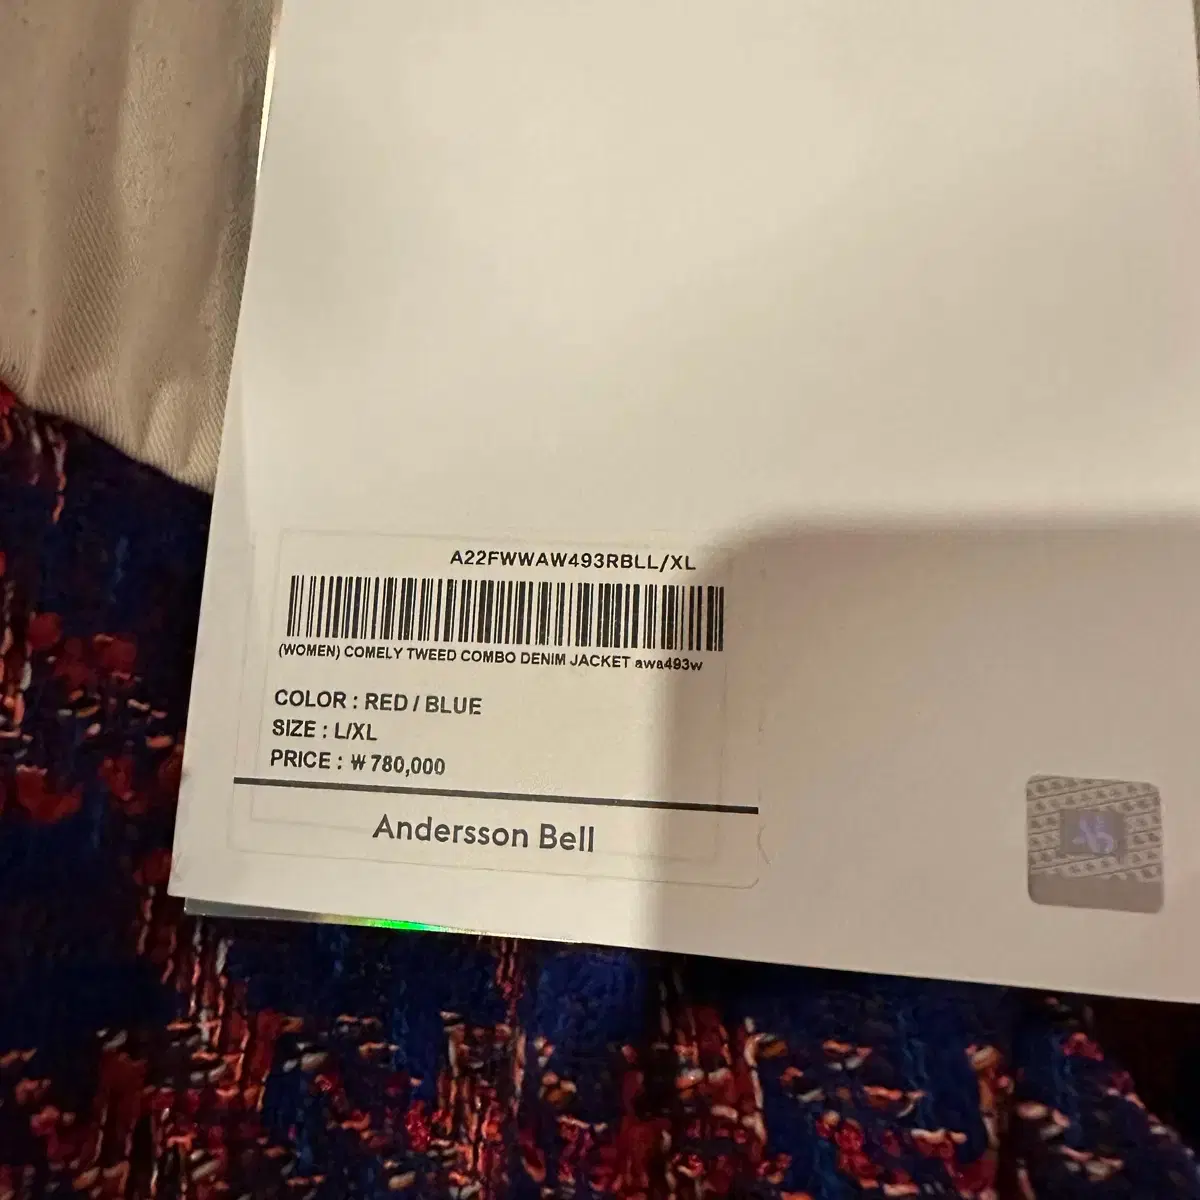 A22FWWAW493RBLL/XL
(WOMEN) COMELY TWEED COMBO DENIM JACKET awa493w
COLOR : RED / BLUE
SIZE : L/XL
PRICE : ₩ 780,000
Andersson Bell